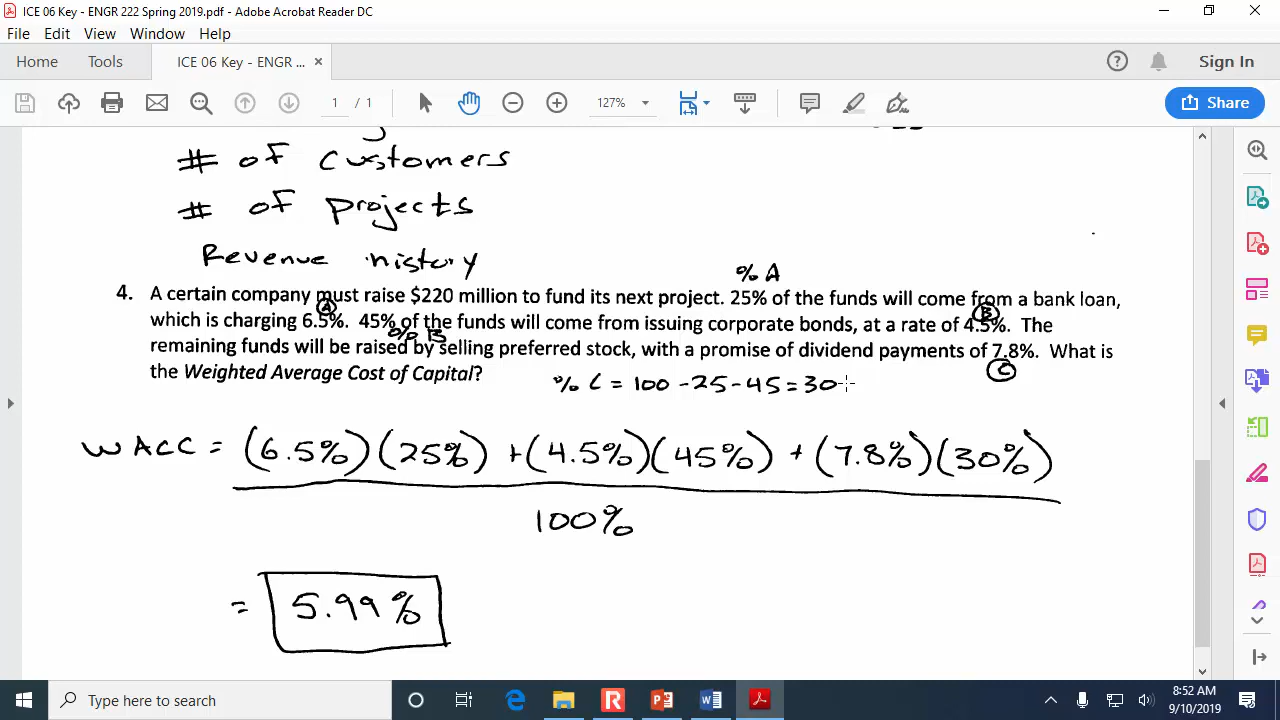 ICE 06 Key - ENGR 222 Spring 2019.pdf - Adobe Acrobat Reader DC
File Edit View Window Help
Home Tools ICE 06 Key - ENGR ... × Sign In
1 / 1 127% Share
# of customers
# of projects
Revenue history
% A
4. A certain company must raise $220 million to fund its next project. 25% of the funds will come from a bank loan,
A B
which is charging 6.5%. 45% of the funds will come from issuing corporate bonds, at a rate of 4.5%. The
% B
remaining funds will be raised by selling preferred stock, with a promise of dividend payments of 7.8%. What is
C
the Weighted Average Cost of Capital?
% C = 100 - 25 - 45 = 30
WACC = (6.5%)(25%) + (4.5%)(45%) + (7.8%)(30%)
100%
= 5.99%
Type here to search
8:52 AM
9/10/2019